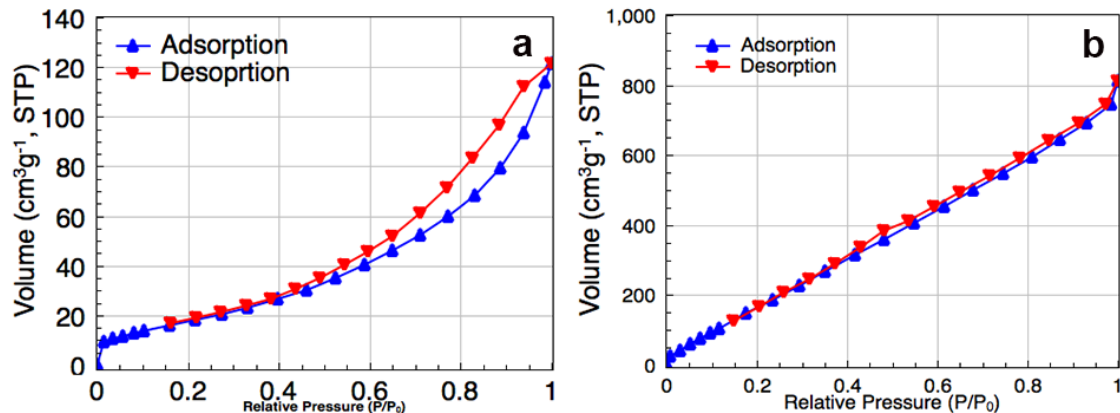 140
120
100
80
60
40
20
0
Volume (cm³g⁻¹, STP)
Adsorption
Desoprtion
a
0 0.2 0.4 0.6 0.8 1
Relative Pressure (P/P₀)
1,000
800
600
400
200
0
Volume (cm³g⁻¹, STP)
Adsorption
Desorption
b
0 0.2 0.4 0.6 0.8 1
Relative Pressure (P/P₀)